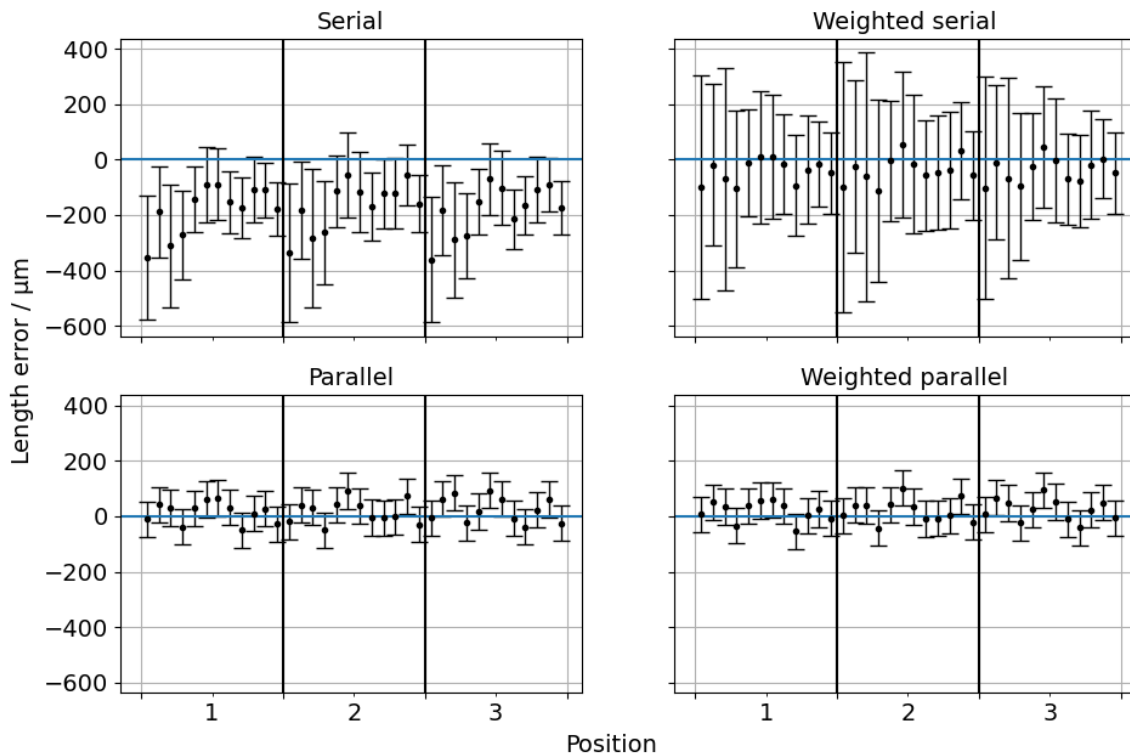 Serial
Weighted serial
400
200
0
−200
−400
−600
Parallel
Weighted parallel
400
200
0
−200
−400
−600
1 2 3
1 2 3
Length error / µm
Position